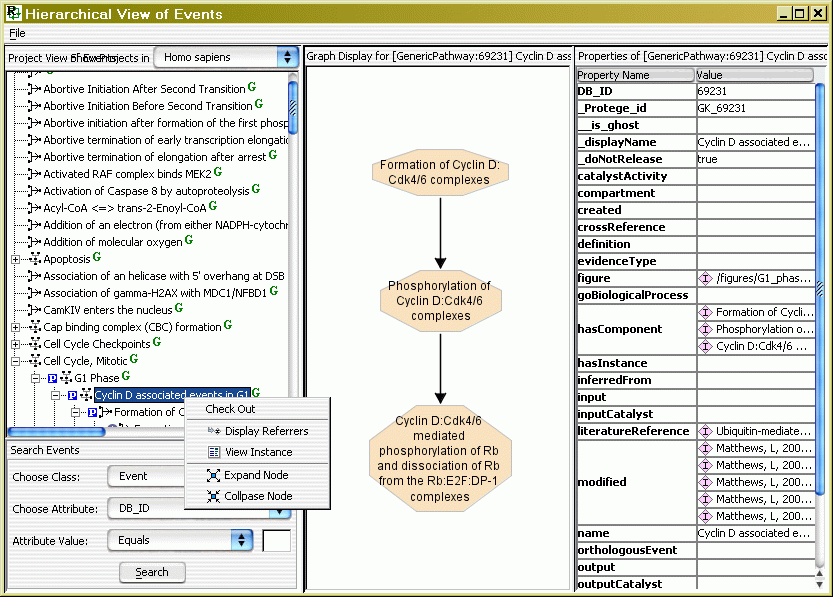 Hierarchical View of Events
File
Project View of Events
Show Projects in
Homo sapiens
Abortive Initiation After Second Transition G
Abortive Initiation Before Second Transition G
Abortive initiation after formation of the first phosp
Abortive termination of early transcription elongatio
Abortive termination of elongation after arrest G
Activated RAF complex binds MEK2 G
Activation of Caspase 8 by autoproteolysis G
Acyl-CoA <=> trans-2-Enoyl-CoA G
Addition of an electron (from either NADPH-cytochr
Addition of molecular oxygen G
Apoptosis G
Association of an helicase with 5' overhang at DSB
Association of gamma-H2AX with MDC1/NFBD1 G
CamKIV enters the nucleus G
Cap binding complex (CBC) formation G
Cell Cycle Checkpoints G
Cell Cycle, Mitotic G
P G1 Phase G
P Cyclin D associated events in G1 G
P Formation of C
Check Out
Display Referrers
View Instance
Expand Node
Collpase Node
Search Events
Choose Class:
Event
Choose Attribute:
DB_ID
Attribute Value:
Equals
Search
Graph Display for [GenericPathway:69231] Cyclin D ass
Formation of Cyclin D:
Cdk4/6 complexes
Phosphorylation of
Cyclin D:Cdk4/6
complexes
Cyclin D:Cdk4/6
mediated
phosphorylation of Rb
and dissociation of Rb
from the Rb:E2F:DP-1
complexes
Properties of [GenericPathway:69231] Cyclin D asso
Property Name Value
DB_ID 69231
_Protege_id GK_69231
__is_ghost
_displayName Cyclin D associated e...
_doNotRelease true
catalystActivity
compartment
created
crossReference
definition
evidenceType
figure I /figures/G1_phas...
goBiologicalProcess
hasComponent
I Formation of Cycli...
I Phosphorylation o...
I Cyclin D:Cdk4/6 ...
hasInstance
inferredFrom
input
inputCatalyst
literatureReference I Ubiquitin-mediate...
modified
I Matthews, L, 200...
I Matthews, L, 200...
I Matthews, L, 200...
I Matthews, L, 200...
I Matthews, L, 200...
name Cyclin D associated e...
orthologousEvent
output
outputCatalyst